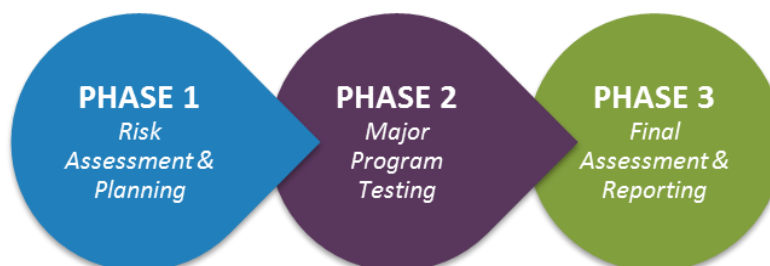 PHASE 1
Risk
Assessment &
Planning
PHASE 2
Major
Program
Testing
PHASE 3
Final
Assessment &
Reporting